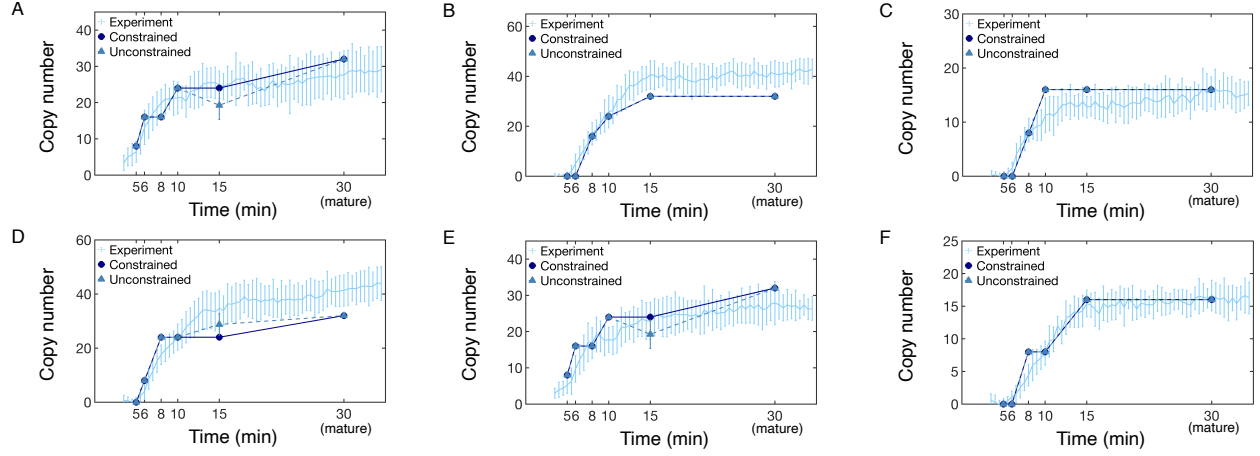 A
Experiment
Constrained
Unconstrained
40
30
20
10
0
Copy number
5 6 8 10 15 30
(mature)
Time (min)
B
Experiment
Constrained
Unconstrained
60
40
20
0
Copy number
5 6 8 10 15 30
(mature)
Time (min)
C
Experiment
Constrained
Unconstrained
30
20
10
0
Copy number
5 6 8 10 15 30
(mature)
Time (min)
D
Experiment
Constrained
Unconstrained
60
40
20
0
Copy number
5 6 8 10 15 30
(mature)
Time (min)
E
Experiment
Constrained
Unconstrained
40
30
20
10
0
Copy number
5 6 8 10 15 30
(mature)
Time (min)
F
Experiment
Constrained
Unconstrained
25
20
15
10
5
0
Copy number
5 6 8 10 15 30
(mature)
Time (min)